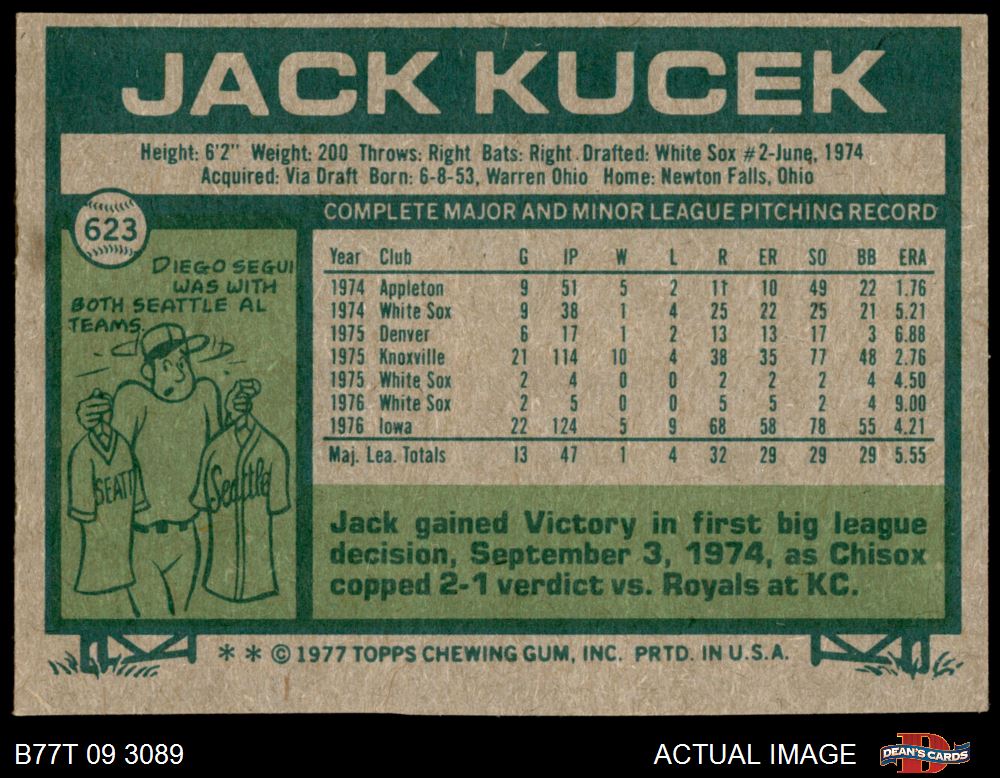 JACK KUCEK
Height: 6'2" Weight: 200 Throws: Right Bats: Right Drafted: White Sox #2-June, 1974
Acquired: Via Draft Born: 6-8-53, Warren Ohio Home: Newton Falls, Ohio
623
DIEGO SEGUI
WAS WITH
BOTH SEATTLE AL
TEAMS.
SEATT
Seattle
COMPLETE MAJOR AND MINOR LEAGUE PITCHING RECORD
Year Club G IP W L R ER SO BB ERA
1974 Appleton 9 51 5 2 11 10 49 22 1.76
1974 White Sox 9 38 1 4 25 22 25 21 5.21
1975 Denver 6 17 1 2 13 13 17 3 6.88
1975 Knoxville 21 114 10 4 38 35 77 48 2.76
1975 White Sox 2 4 0 0 2 2 2 4 4.50
1976 White Sox 2 5 0 0 5 5 2 4 9.00
1976 Iowa 22 124 5 9 68 58 78 55 4.21
Maj. Lea. Totals 13 47 1 4 32 29 29 29 5.55
Jack gained Victory in first big league
decision, September 3, 1974, as Chisox
copped 2-1 verdict vs. Royals at KC.
* * © 1977 TOPPS CHEWING GUM, INC. PRTD. IN U.S.A.
B77T 09 3089
ACTUAL IMAGE
DEAN'S CARDS